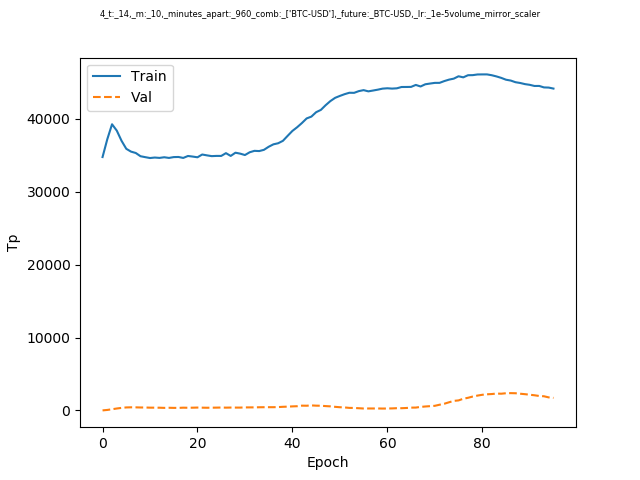 4_t:_14,_m:_10,_minutes_apart:_960_comb:_['BTC-USD'],_future:_BTC-USD,_lr:_1e-5volume_mirror_scaler
Train
Val
40000
30000
20000
10000
0
Tp
0 20 40 60 80
Epoch